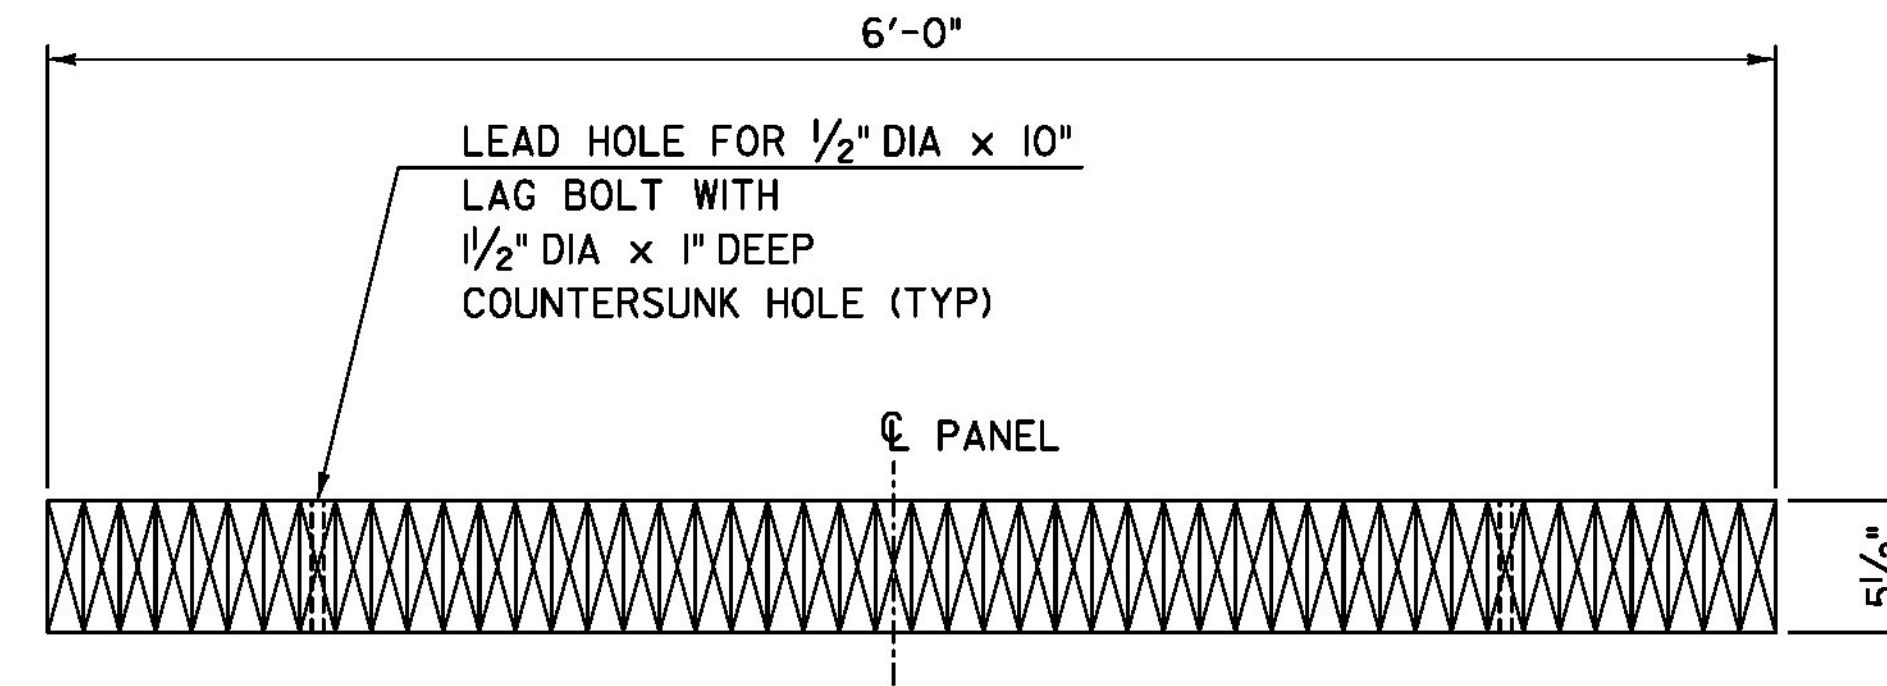 6'-0"
LEAD HOLE FOR 1/2" DIA x 10"
LAG BOLT WITH
1 1/2" DIA x 1" DEEP
COUNTERSUNK HOLE (TYP)
℄ PANEL